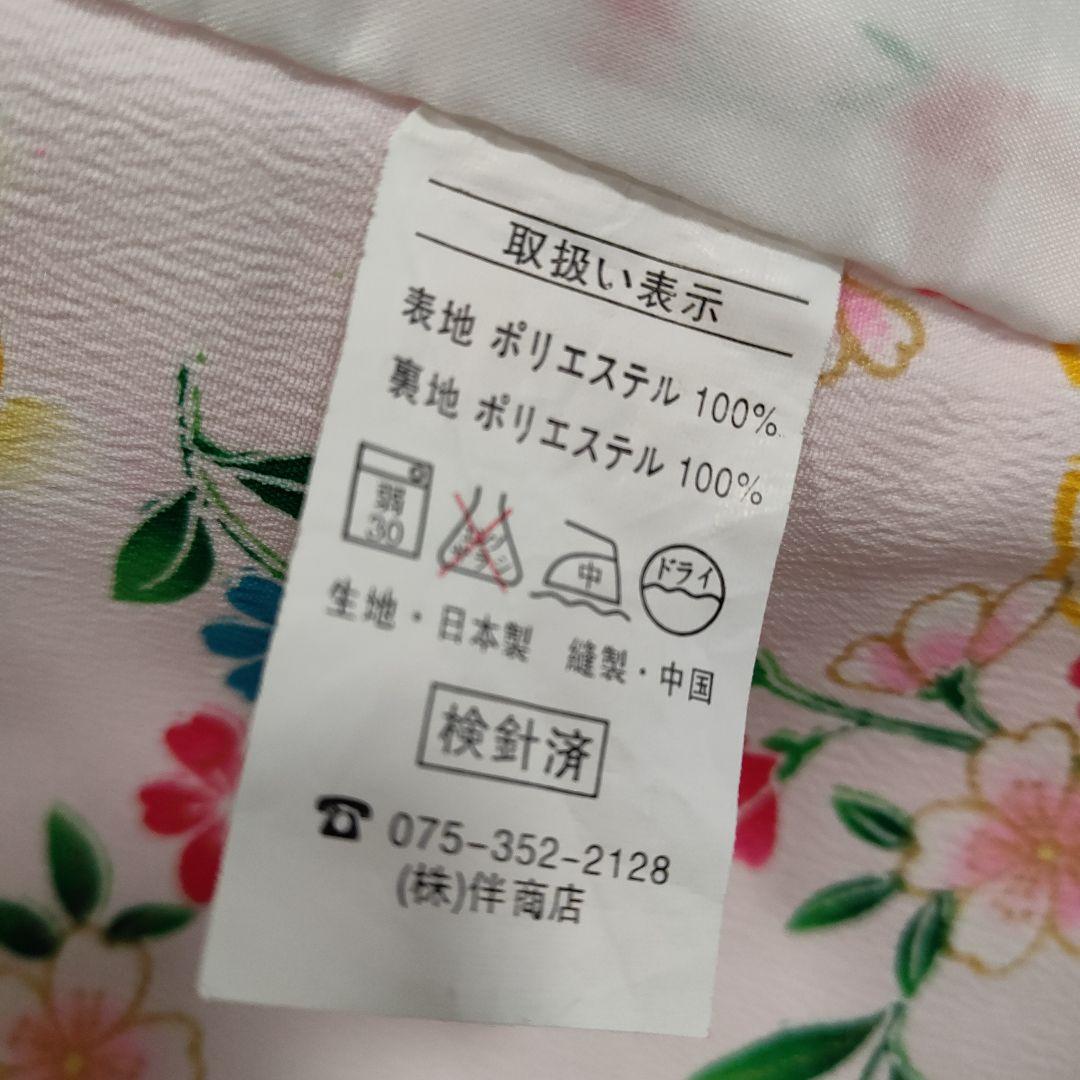 取扱い表示
表地 ポリエステル 100%
裏地 ポリエステル 100%
弱
30
中
ドライ
生地・日本製 縫製・中国
検針済
☎ 075-352-2128
(株)伴商店